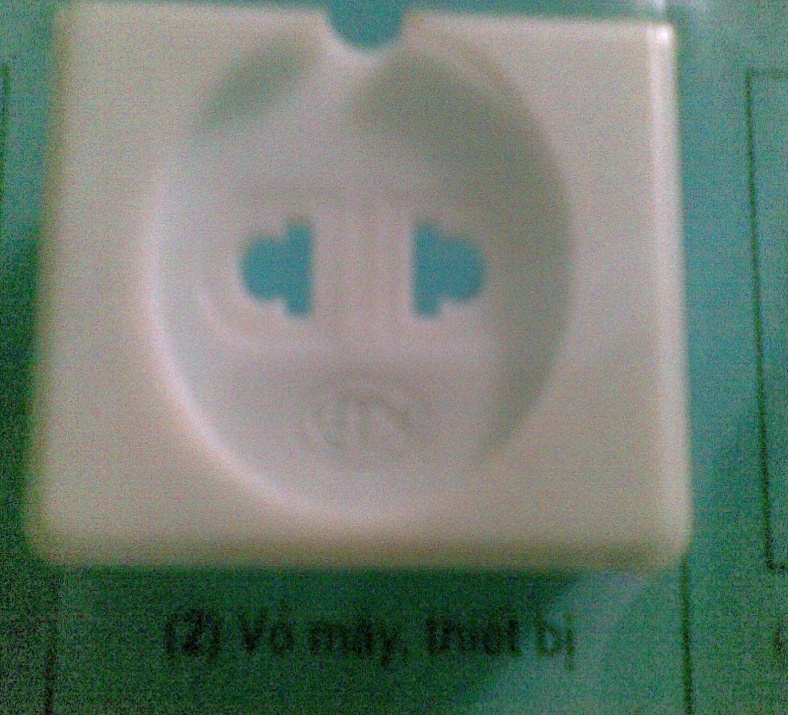 (2) Vỏ máy, thiết bị